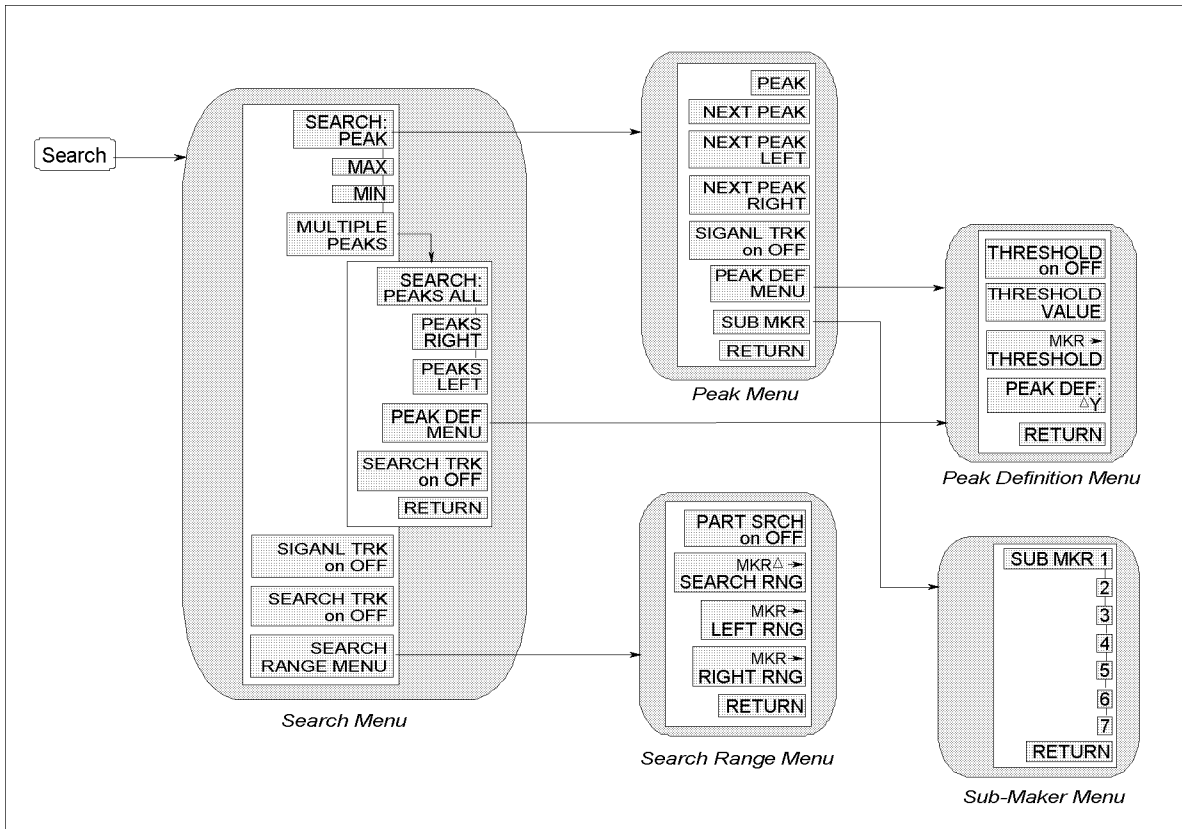 Search
SEARCH:
PEAK
MAX
MIN
MULTIPLE
PEAKS
SEARCH:
PEAKS ALL
PEAKS
RIGHT
PEAKS
LEFT
PEAK DEF
MENU
SEARCH TRK
on OFF
RETURN
SIGANL TRK
on OFF
SEARCH TRK
on OFF
SEARCH
RANGE MENU
Search Menu
PEAK
NEXT PEAK
NEXT PEAK
LEFT
NEXT PEAK
RIGHT
SIGANL TRK
on OFF
PEAK DEF
MENU
SUB MKR
RETURN
Peak Menu
THRESHOLD
on OFF
THRESHOLD
VALUE
MKR→
THRESHOLD
PEAK DEF:
△Y
RETURN
Peak Definition Menu
PART SRCH
on OFF
MKR△→
SEARCH RNG
MKR→
LEFT RNG
MKR→
RIGHT RNG
RETURN
Search Range Menu
SUB MKR 1
2
3
4
5
6
7
RETURN
Sub-Maker Menu